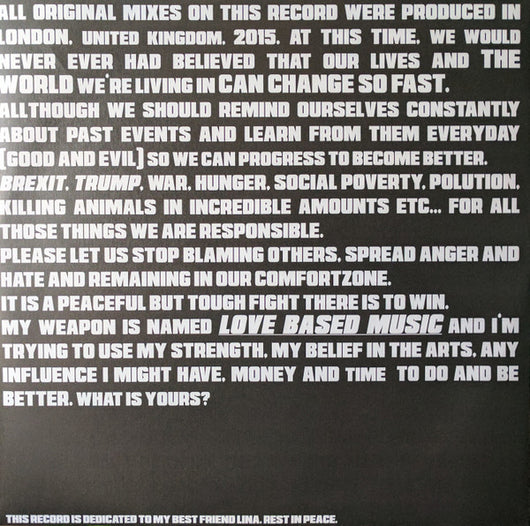 ALL ORIGINAL MIXES ON THIS RECORD WERE PRODUCED IN
LONDON, UNITED KINGDOM, 2015. AT THIS TIME, WE WOULD
NEVER EVER HAD BELIEVED THAT OUR LIVES AND THE
WORLD WE'RE LIVING IN CAN CHANGE SO FAST.
ALLTHOUGH WE SHOULD REMIND OURSELVES CONSTANTLY
ABOUT PAST EVENTS AND LEARN FROM THEM EVERYDAY
(GOOD AND EVIL) SO WE CAN PROGRESS TO BECOME BETTER.
BREXIT, TRUMP, WAR, HUNGER, SOCIAL POVERTY, POLUTION,
KILLING ANIMALS IN INCREDIBLE AMOUNTS ETC... FOR ALL
THOSE THINGS WE ARE RESPONSIBLE.
PLEASE LET US STOP BLAMING OTHERS, SPREAD ANGER AND
HATE AND REMAINING IN OUR COMFORTZONE.
IT IS A PEACEFUL BUT TOUGH FIGHT THERE IS TO WIN.
MY WEAPON IS NAMED LOVE BASED MUSIC AND I'M
TRYING TO USE MY STRENGTH, MY BELIEF IN THE ARTS, ANY
INFLUENCE I MIGHT HAVE, MONEY AND TIME TO DO AND BE
BETTER. WHAT IS YOURS?
THIS RECORD IS DEDICATED TO MY BEST FRIEND LINA. REST IN PEACE.